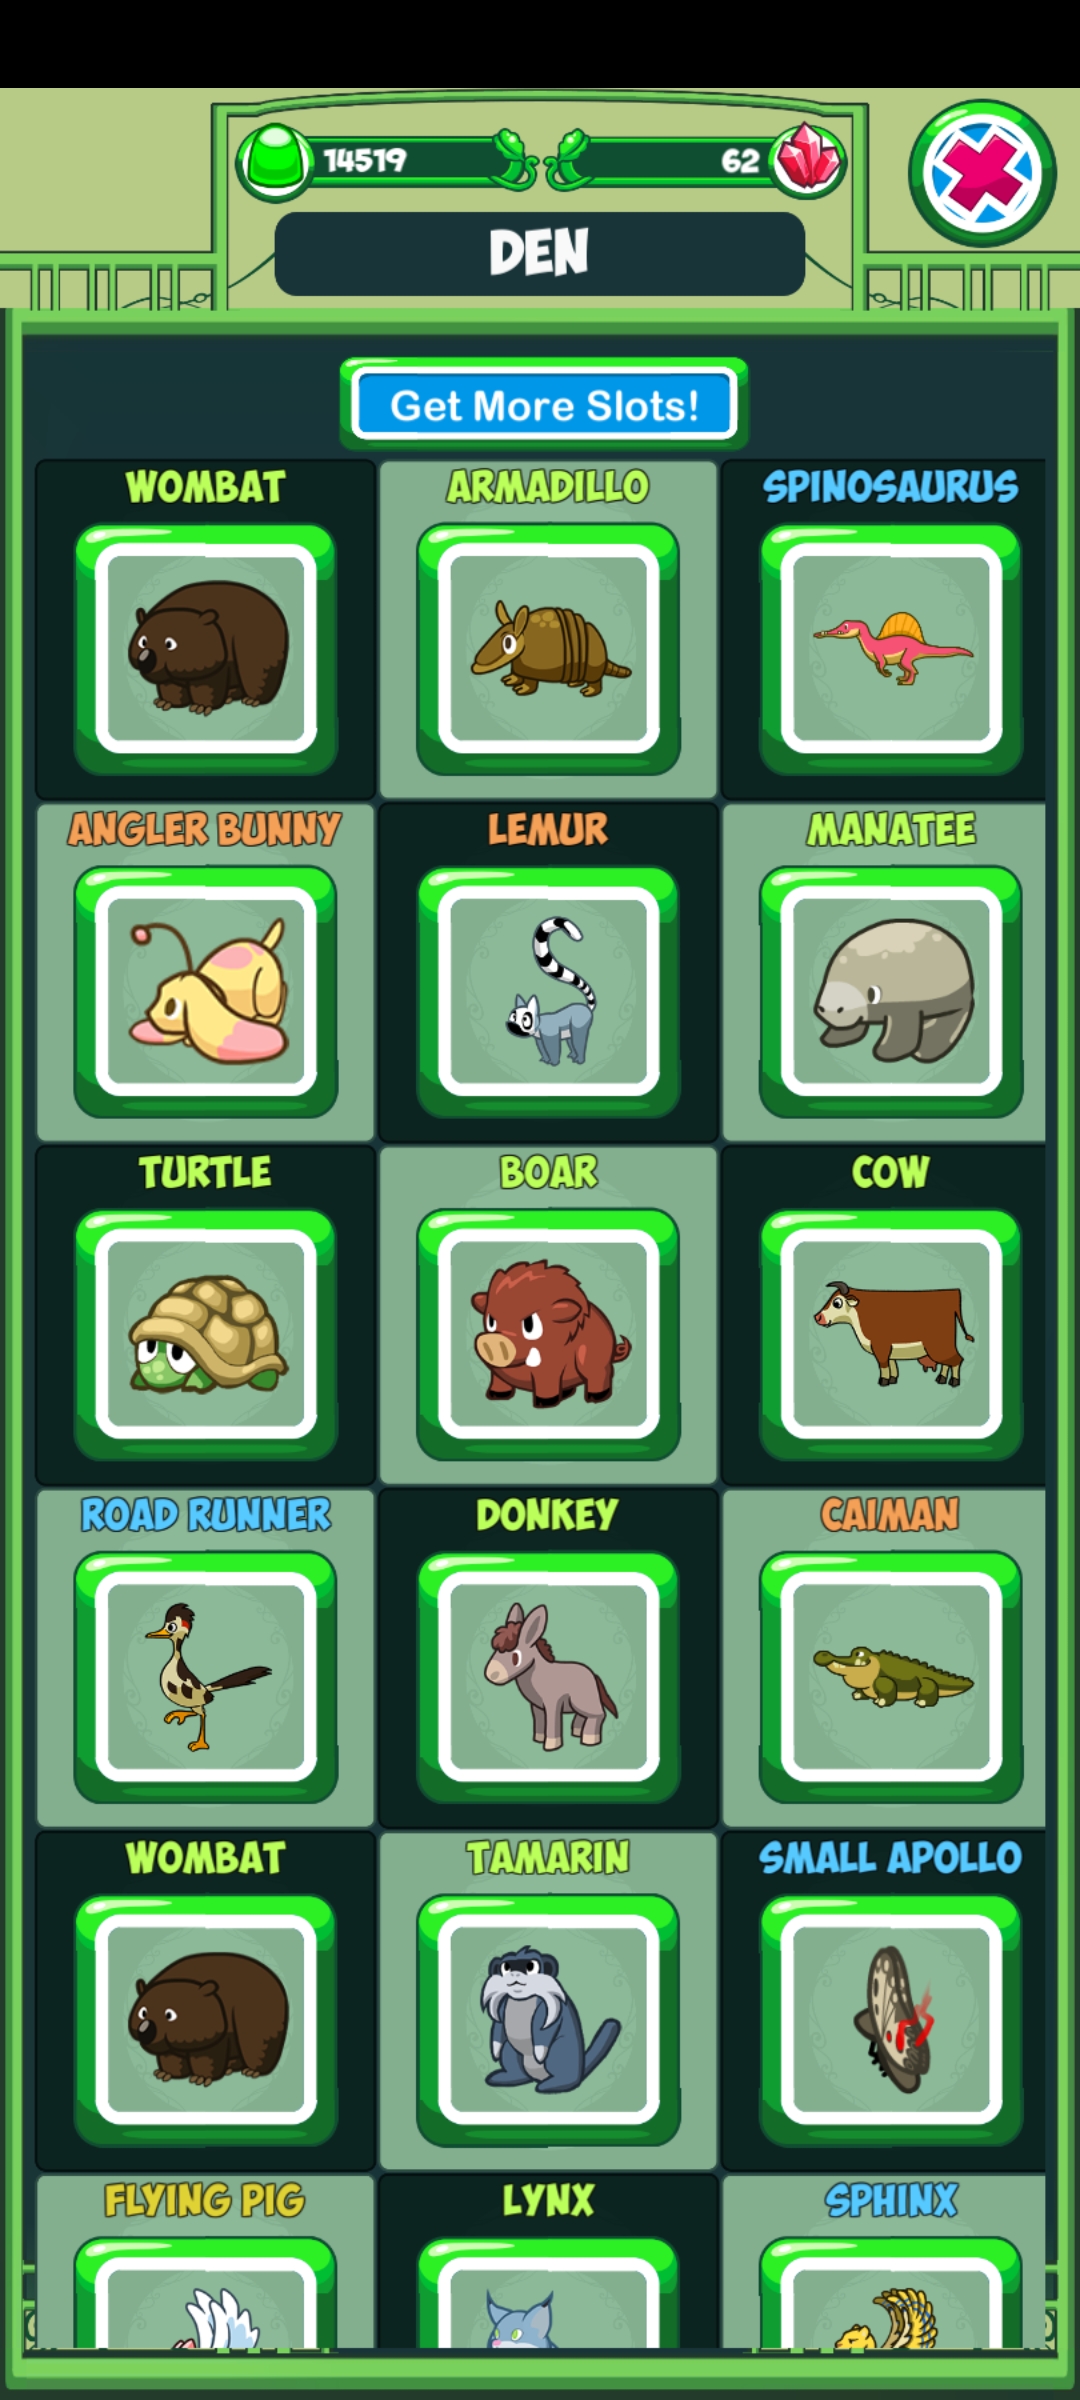 14519
62
DEN
Get More Slots!
WOMBAT
ARMADILLO
SPINOSAURUS
ANGLER BUNNY
LEMUR
MANATEE
TURTLE
BOAR
COW
ROAD RUNNER
DONKEY
CAIMAN
WOMBAT
TAMARIN
SMALL APOLLO
FLYING PIG
LYNX
SPHINX